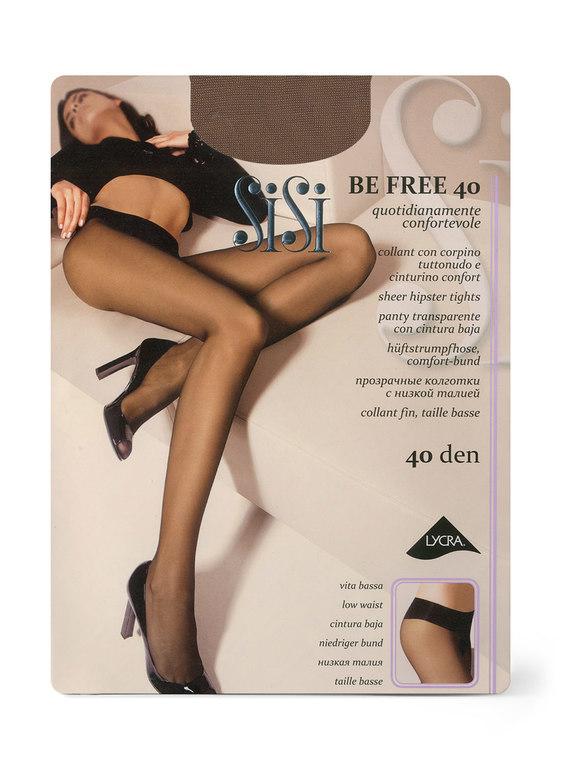 SiSi
BE FREE 40
quotidianamente
confortevole
collant con corpino
tuttonudo e
cinturino confort
sheer hipster tights
panty transparente
con cintura baja
hüftstrumpfhose,
comfort-bund
прозрачные колготки
с низкой талией
collant fin, taille basse
40 den
LYCRA®
vita bassa
low waist
cintura baja
niedriger bund
низкая талия
taille basse